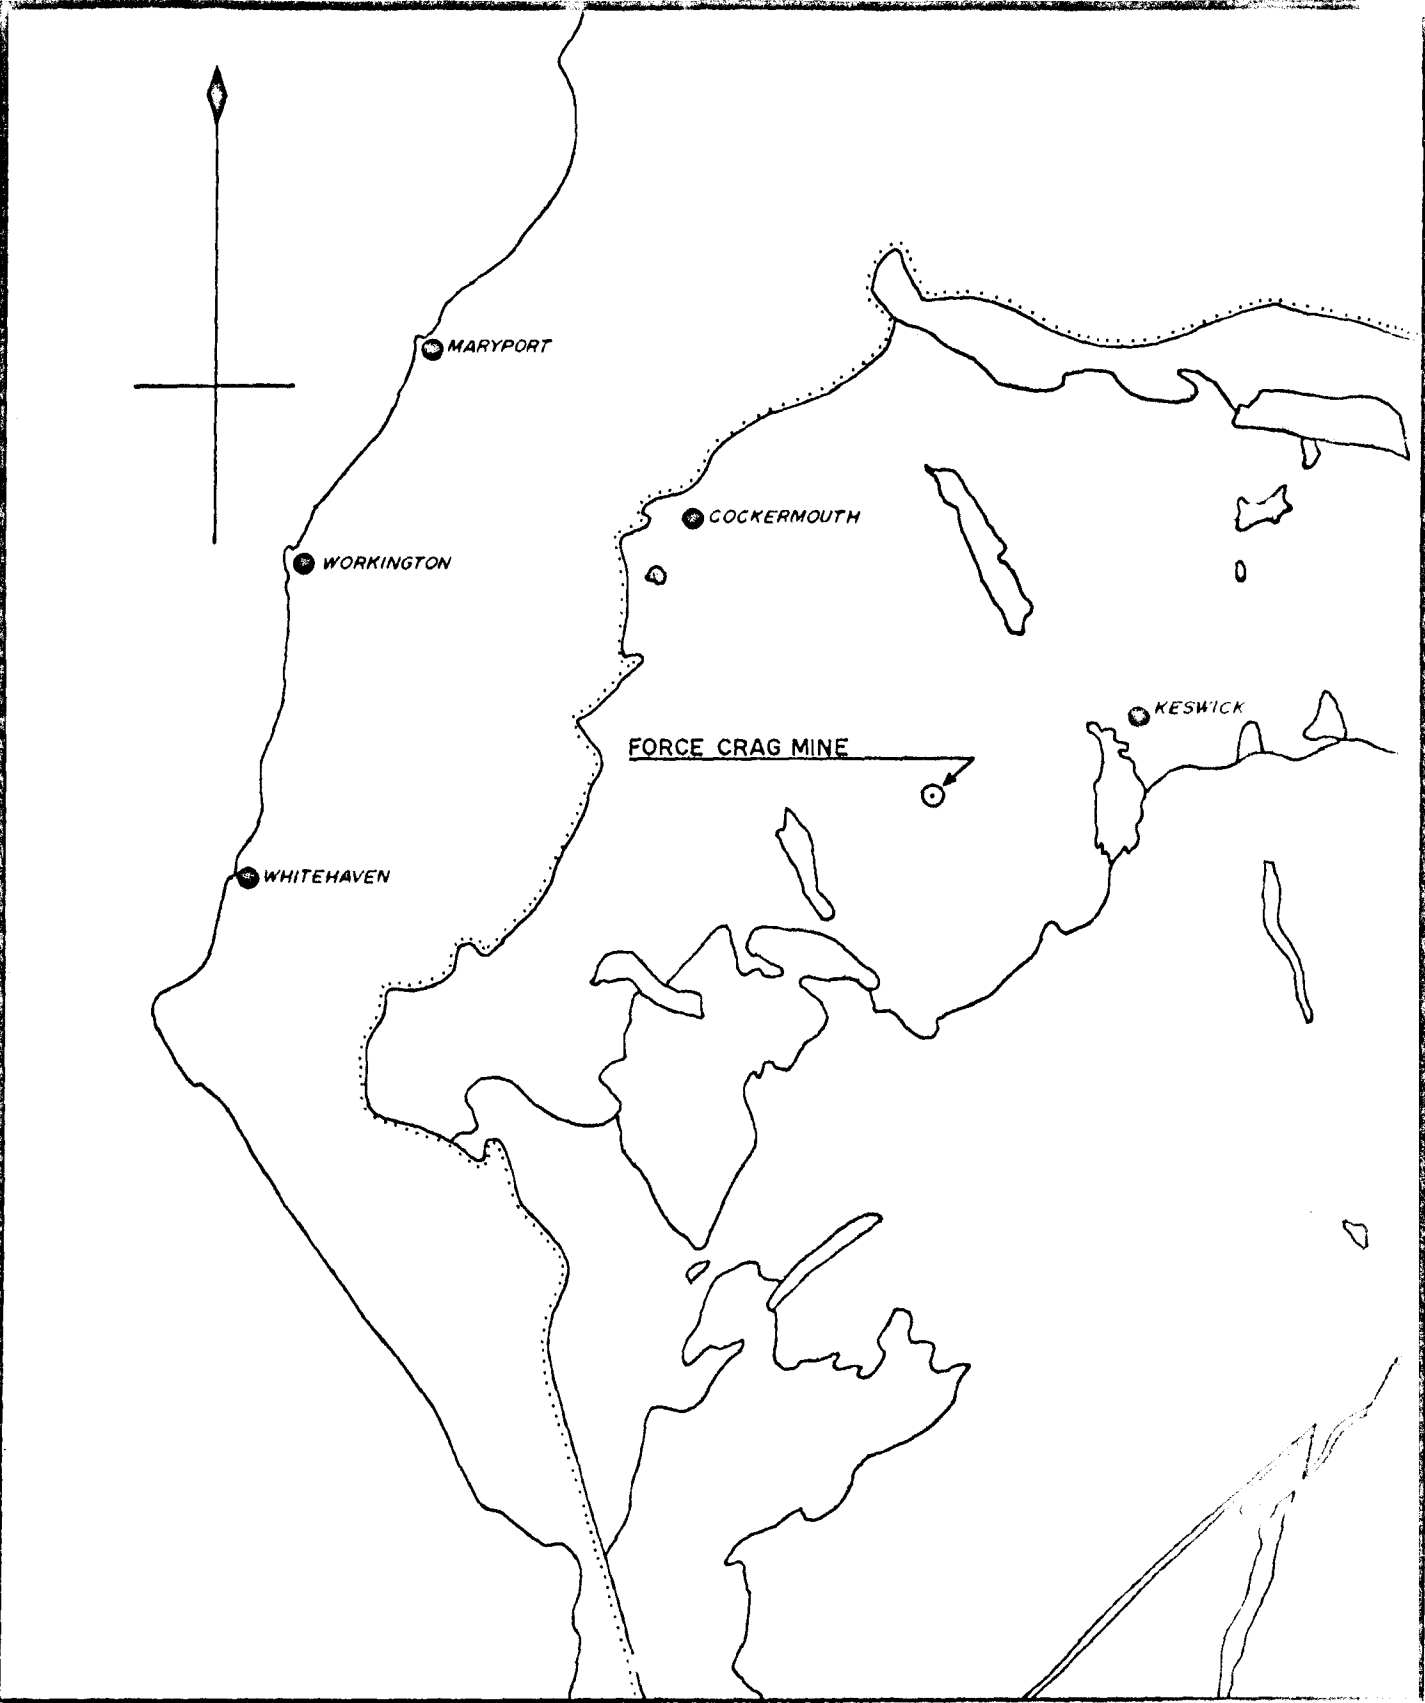 MARYPORT
COCKERMOUTH
WORKINGTON
KESWICK
FORCE CRAG MINE
WHITEHAVEN